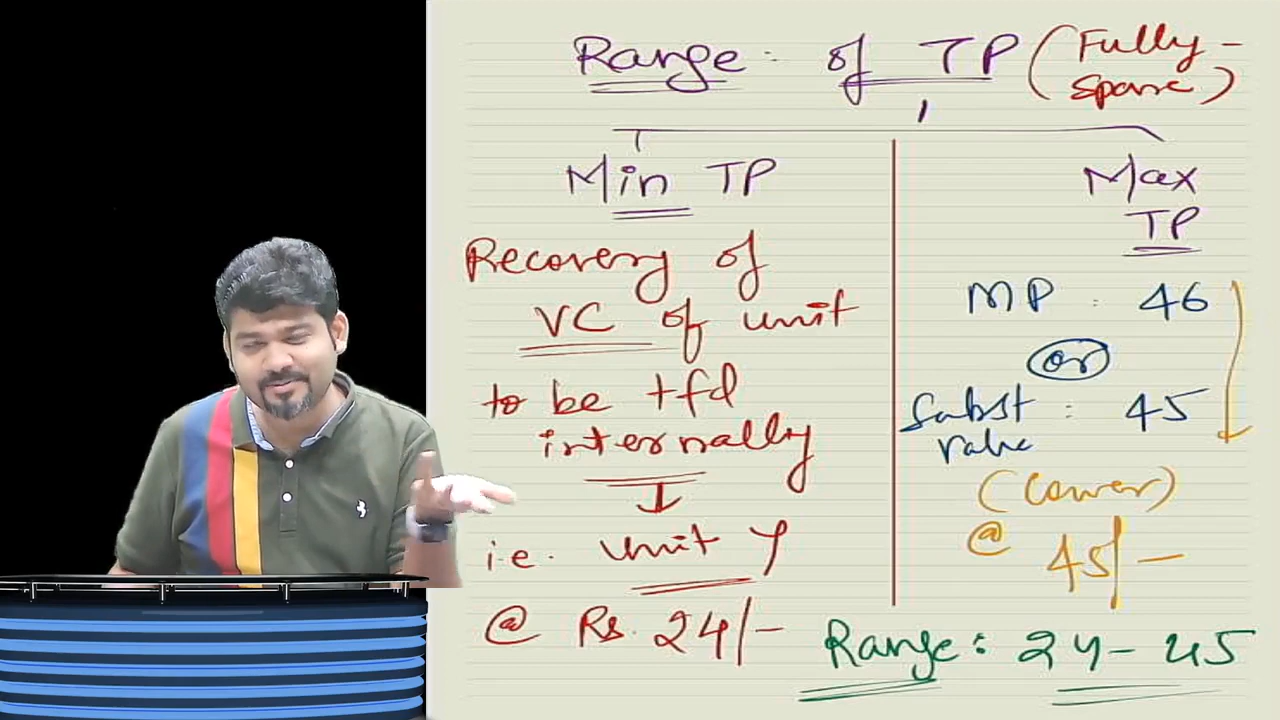 Range: of TP (Fully-
Spare)
Min TP
Recovery of
VC of unit
to be tfd
internally
i.e. Unit Y
@ Rs. 24/-
Max
TP
MP : 46
or
Subst : 45
value
(Lower)
@ 45/-
Range: 24-45